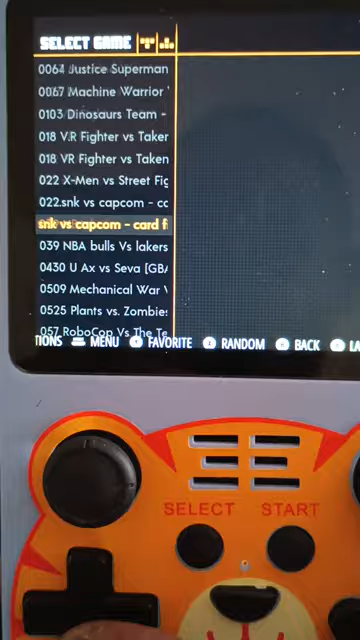 SELECT GAME
0064 Justice Superman
0067 Machine Warrior
0103 Dinosaurs Team -
018 V.R Fighter vs Taken
018 VR Fighter vs Taken
022 X-Men vs Street Fig
022.snk vs capcom - ca
snk vs capcom - card f
039 NBA bulls Vs lakers
0430 U Ax vs Seva [GBA
0509 Mechanical War
0525 Plants vs. Zombies
057 RoboCop Vs The Te
TIONS MENU FAVORITE RANDOM BACK LA
SELECT START